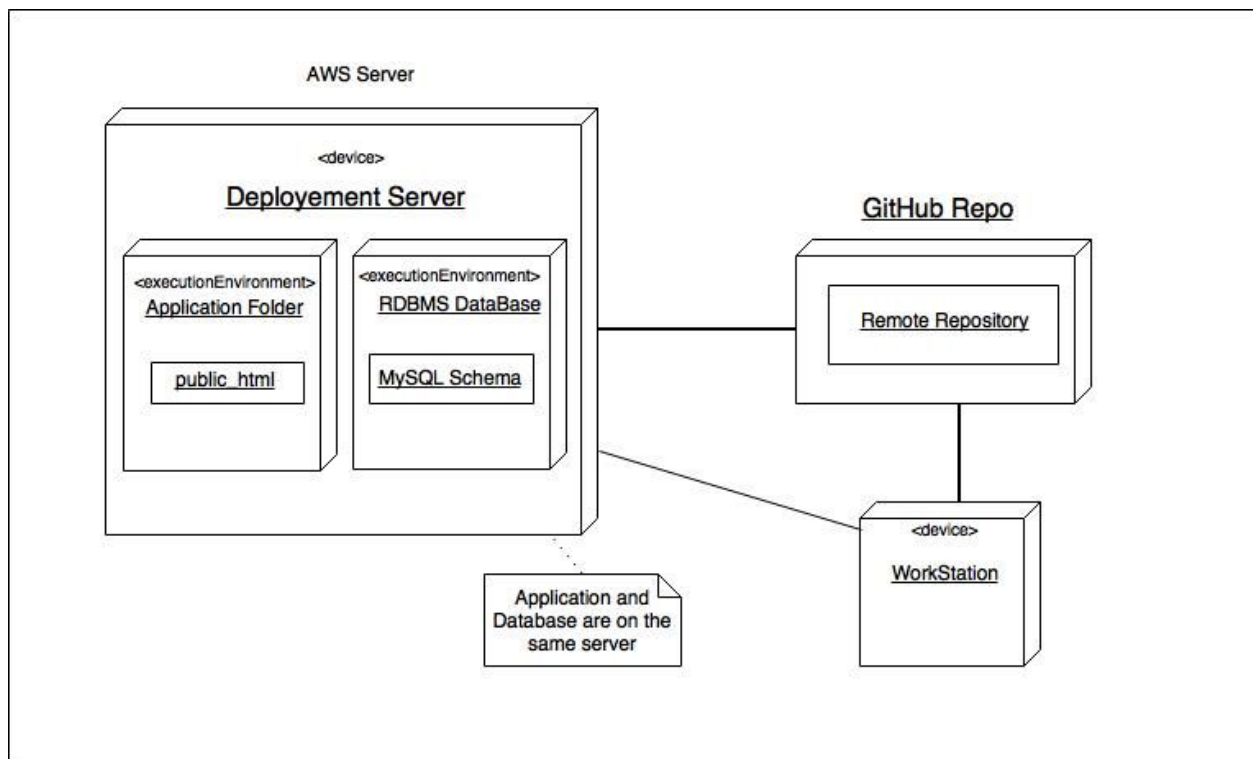 AWS Server
<device>
Deployement Server
<executionEnvironment>
Application Folder
public_html
<executionEnvironment>
RDBMS DataBase
MySQL Schema
GitHub Repo
Remote Repository
<device>
WorkStation
Application and
Database are on the
same server